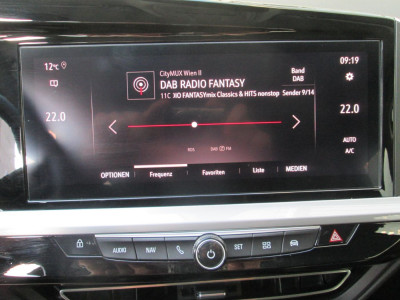 12°C
CityMUX Wien II
DAB RADIO FANTASY
11C XO FANTASYmix Classics & HITS nonstop Sender 9/14
Band
DAB
09:19
22.0
22.0
AUTO
A/C
OPTIONEN
Frequenz
Favoriten
Liste
MEDIEN
AUDIO
NAV
SET